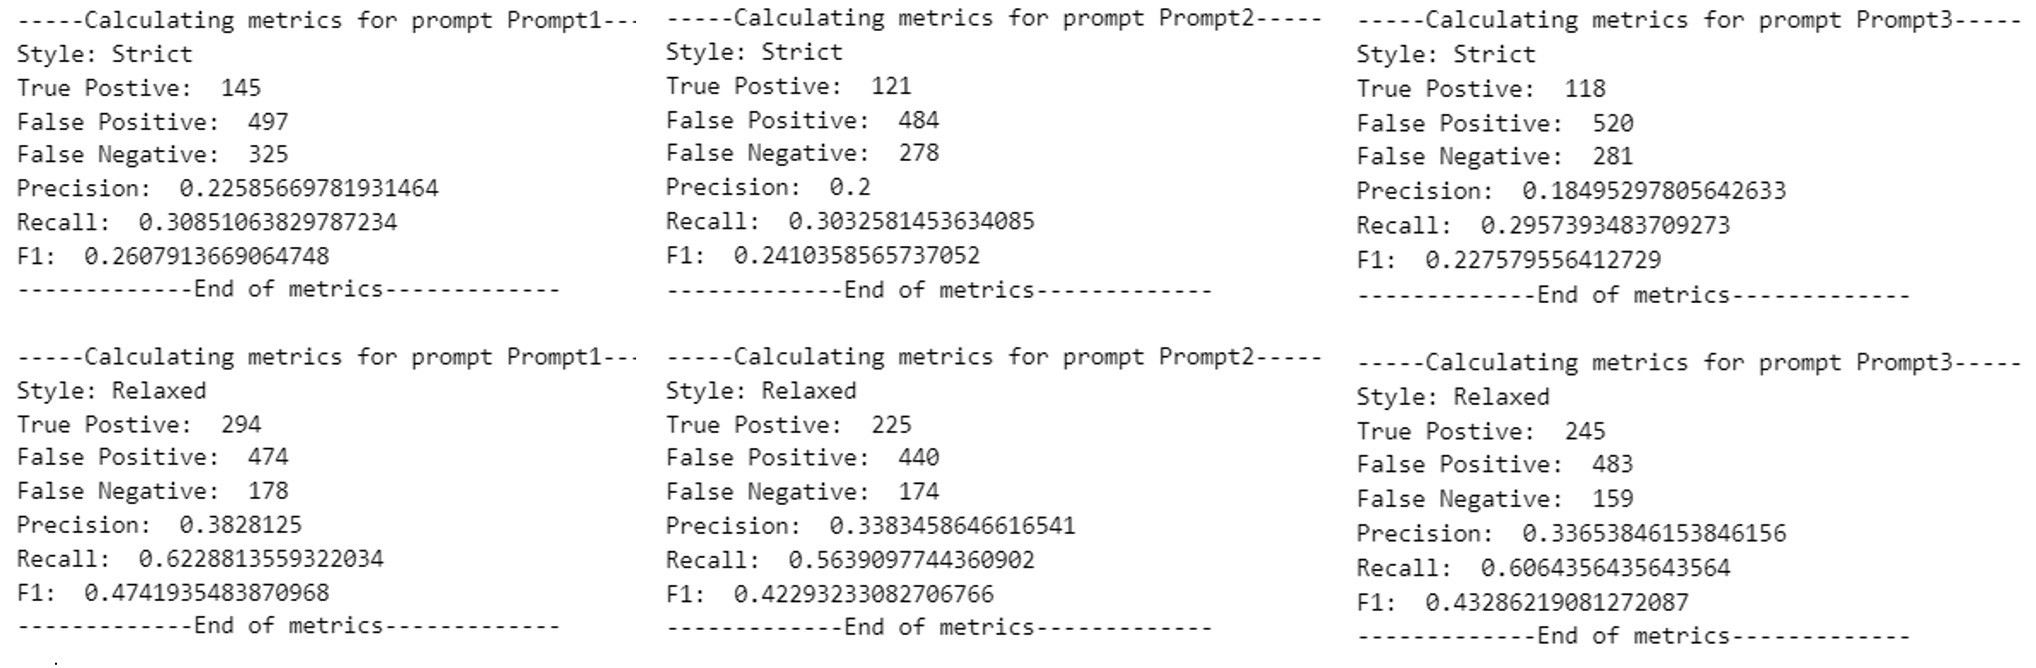 -----Calculating metrics for prompt Prompt1---
Style: Strict
True Postive:  145
False Positive:  497
False Negative:  325
Precision:  0.22585669781931464
Recall:  0.30851063829787234
F1:  0.2607913669064748
-------------End of metrics-------------
-----Calculating metrics for prompt Prompt1---
Style: Relaxed
True Postive:  294
False Positive:  474
False Negative:  178
Precision:  0.3828125
Recall:  0.6228813559322034
F1:  0.4741935483870968
-------------End of metrics-------------
-----Calculating metrics for prompt Prompt2-----
Style: Strict
True Postive:  121
False Positive:  484
False Negative:  278
Precision:  0.2
Recall:  0.3032581453634085
F1:  0.2410358565737052
-------------End of metrics-------------
-----Calculating metrics for prompt Prompt2-----
Style: Relaxed
True Postive:  225
False Positive:  440
False Negative:  174
Precision:  0.3383458646616541
Recall:  0.5639097744360902
F1:  0.42293233082706766
-------------End of metrics-------------
-----Calculating metrics for prompt Prompt3-----
Style: Strict
True Postive:  118
False Positive:  520
False Negative:  281
Precision:  0.18495297805642633
Recall:  0.2957393483709273
F1:  0.227579556412729
-------------End of metrics-------------
-----Calculating metrics for prompt Prompt3-----
Style: Relaxed
True Postive:  245
False Positive:  483
False Negative:  159
Precision:  0.33653846153846156
Recall:  0.6064356435643564
F1:  0.43286219081272087
-------------End of metrics-------------